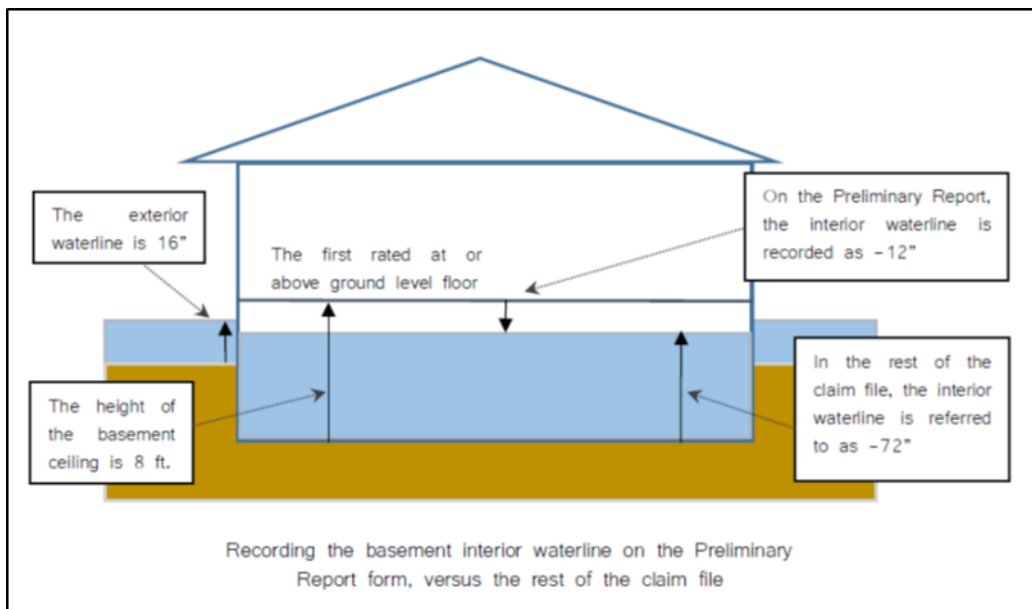 The exterior
waterline is 16”
The first rated at or
above ground level floor
On the Preliminary Report,
the interior waterline is
recorded as -12”
The height of
the basement
ceiling is 8 ft.
In the rest of the
claim file, the interior
waterline is referred
to as -72”
Recording the basement interior waterline on the Preliminary
Report form, versus the rest of the claim file